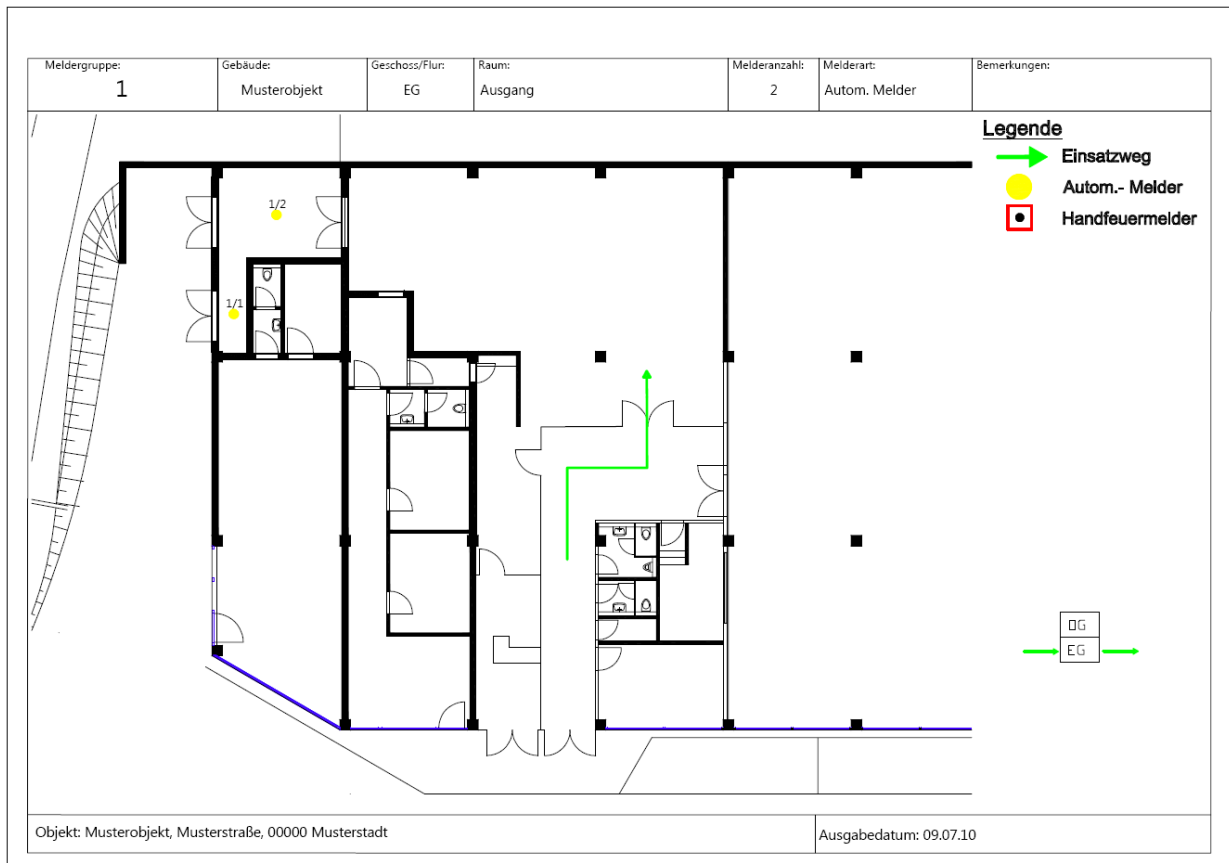 Meldergruppe:
1
Gebäude:
Musterobjekt
Geschoss/Flur:
EG
Raum:
Ausgang
Melderanzahl:
2
Melderart:
Autom. Melder
Bemerkungen:
Legende
Einsatzweg
Autom.- Melder
Handfeuermelder
1/2
1/1
OG
EG
Objekt: Musterobjekt, Musterstraße, 00000 Musterstadt
Ausgabedatum: 09.07.10